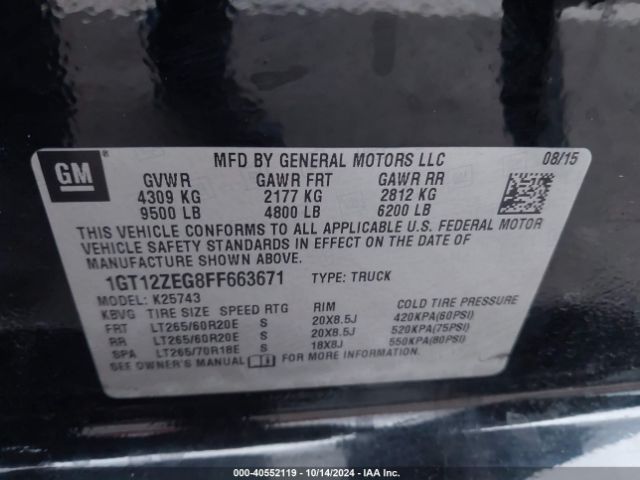 GM
MFD BY GENERAL MOTORS LLC 08/15
GVWR GAWR FRT GAWR RR
4309 KG 2177 KG 2812 KG
9500 LB 4800 LB 6200 LB
THIS VEHICLE CONFORMS TO ALL APPLICABLE U.S. FEDERAL MOTOR
VEHICLE SAFETY STANDARDS IN EFFECT ON THE DATE OF
MANUFACTURE SHOWN ABOVE.
1GT12ZEG8FF663671 TYPE: TRUCK
MODEL: K25743
KBVG TIRE SIZE SPEED RTG RIM COLD TIRE PRESSURE
FRT LT265/60R20E S 20X8.5J 420KPA(60PSI)
RR LT265/60R20E S 20X8.5J 520KPA(75PSI)
SPA LT265/70R18E S 18X8J 550KPA(80PSI)
SEE OWNER'S MANUAL FOR MORE INFORMATION.
000-40552119 - 10/14/2024 - IAA Inc.